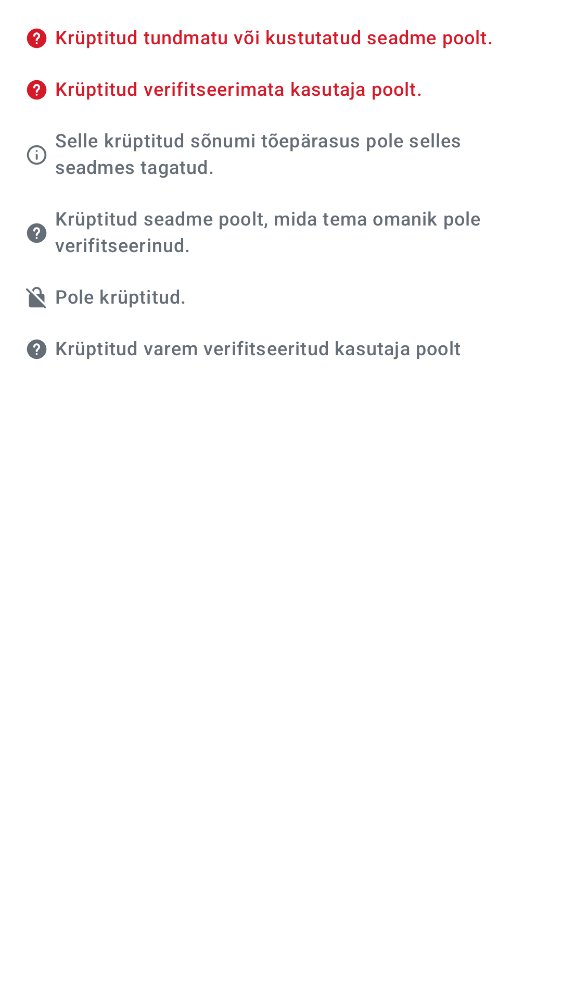 Krüptitud tundmatu või kustutatud seadme poolt.
Krüptitud verifitseerimata kasutaja poolt.
Selle krüptitud sõnumi tõepärasus pole selles
seadmes tagatud.
Krüptitud seadme poolt, mida tema omanik pole
verifitseerinud.
Pole krüptitud.
Krüptitud varem verifitseeritud kasutaja poolt